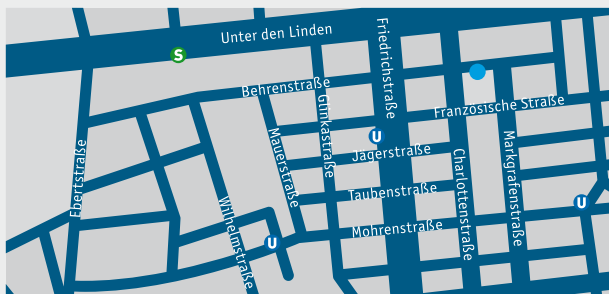 Unter den Linden
S
Friedrichstraße
Behrenstraße
Glinkastraße
Französische Straße
U
Mauerstraße
Jägerstraße
Ebertstraße
Charlottenstraße
Markgrafenstraße
Taubenstraße
Wilhelmstraße
U
Mohrenstraße
U